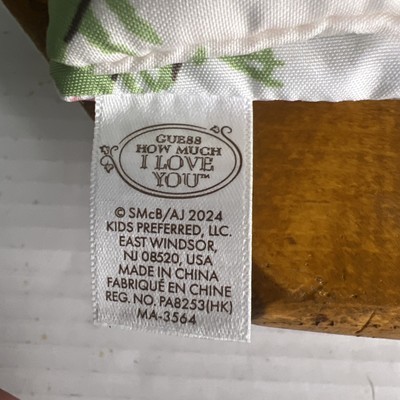 GUESS
HOW MUCH
I LOVE
YOU™
© SMcB/AJ 2024
KIDS PREFERRED, LLC.
EAST WINDSOR,
NJ 08520, USA
MADE IN CHINA
FABRIQUÉ EN CHINE
REG. NO. PA8253(HK)
MA-3564